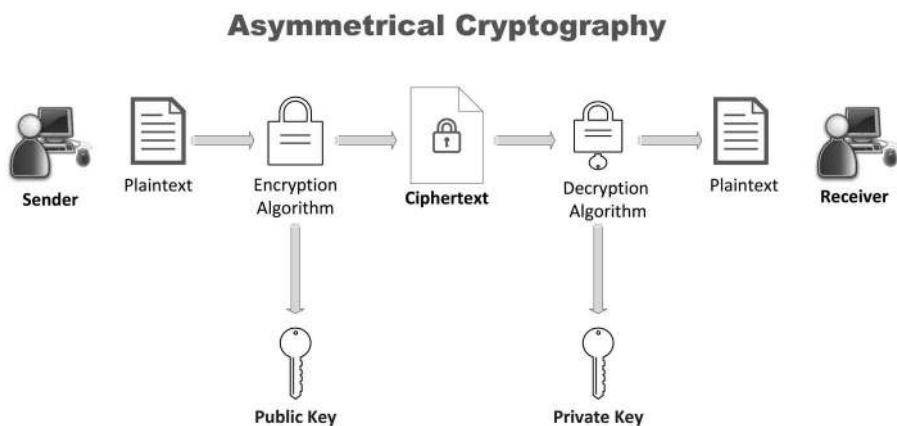 Asymmetrical Cryptography
Sender
Plaintext
Encryption
Algorithm
Ciphertext
Decryption
Algorithm
Plaintext
Receiver
Public Key
Private Key